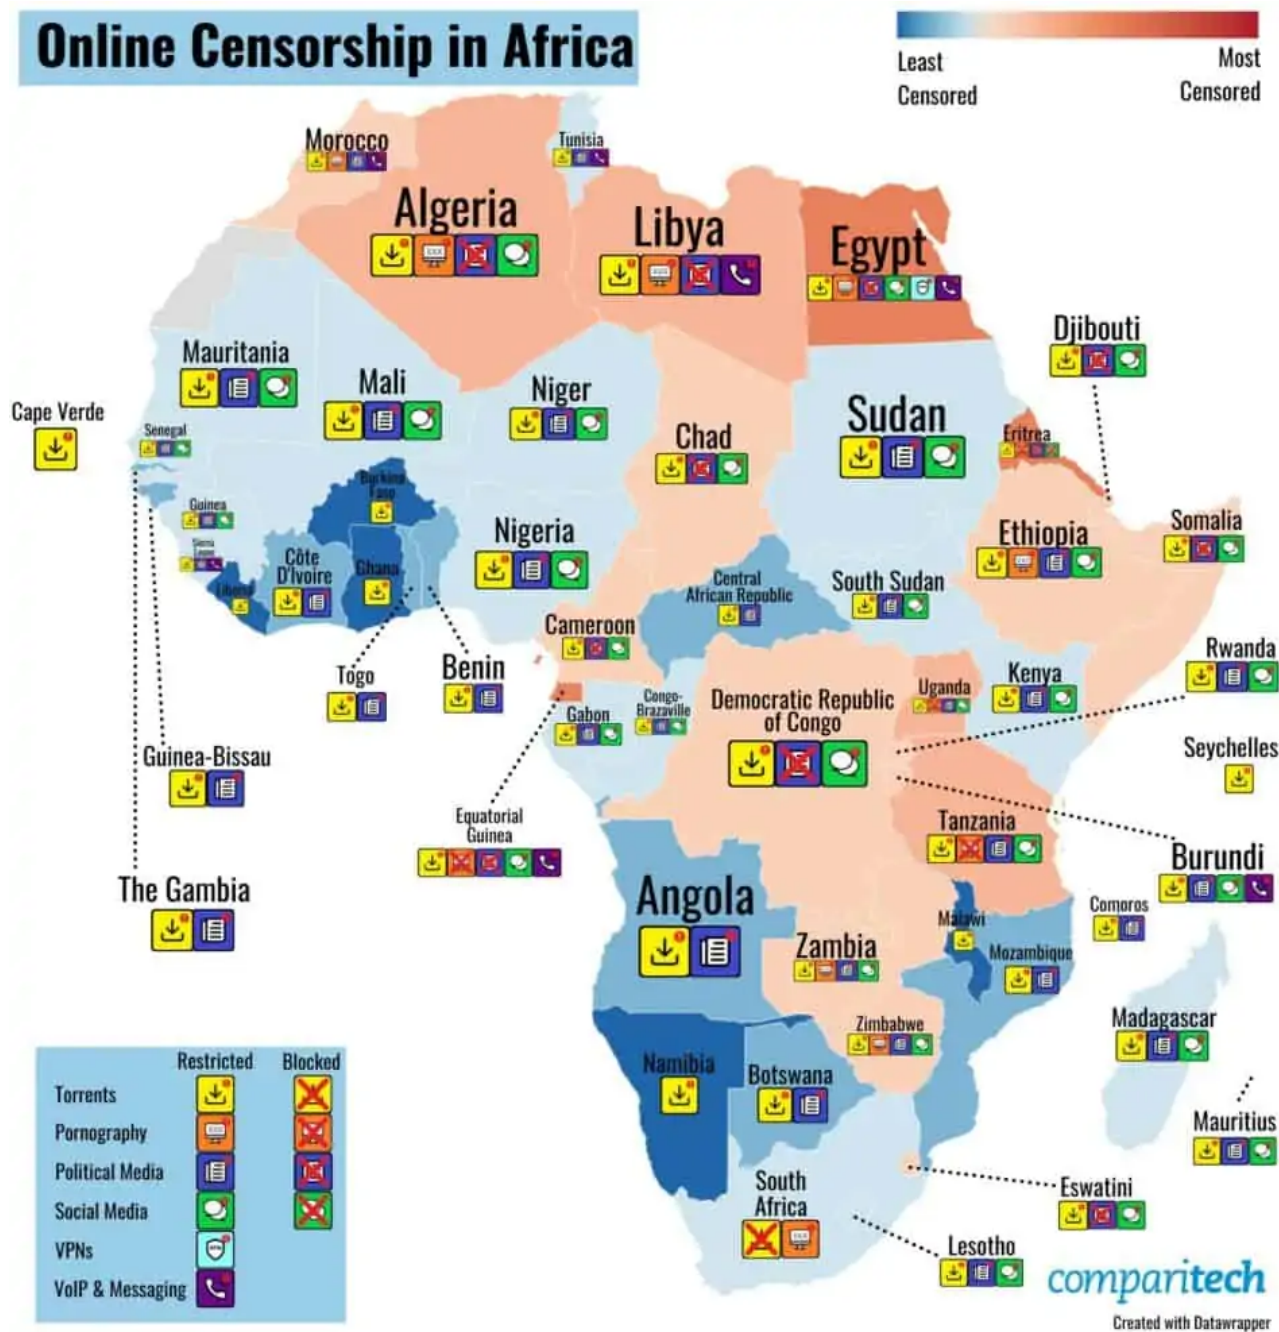 Online Censorship in Africa
Least
Censored
Most
Censored
Morocco
Tunisia
Algeria
Libya
Egypt
Djibouti
Mauritania
Mali
Niger
Cape Verde
Senegal
Chad
Sudan
Eritrea
Burkina
Faso
Guinea
Nigeria
Ethiopia
Somalia
Sierra
Leone
Côte
D'Ivoire
Ghana
Liberia
Central
African Republic
South Sudan
Cameroon
Rwanda
Togo
Benin
Kenya
Uganda
Congo-
Brazaville
Gabon
Democratic Republic
of Congo
Guinea-Bissau
Seychelles
Equatorial
Guinea
Tanzania
Burundi
The Gambia
Angola
Comoros
Malawi
Zambia
Mozambique
Madagascar
Zimbabwe
Namibia
Botswana
Mauritius
South
Africa
Eswatini
Lesotho
Restricted
Blocked
Torrents
Pornography
Political Media
Social Media
VPNs
VoIP & Messaging
comparitech
Created with Datawrapper